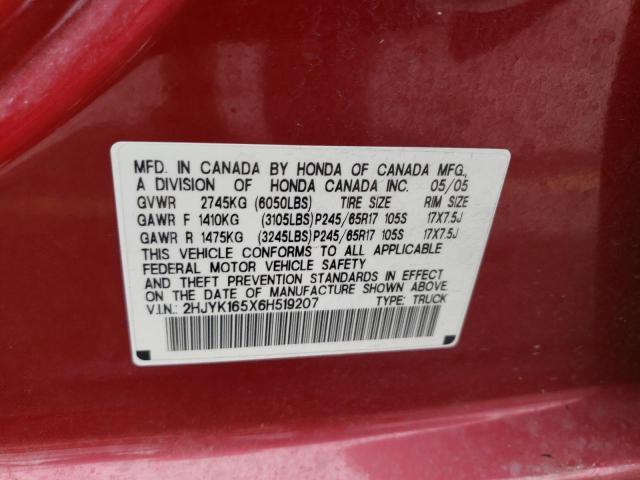 MFD. IN CANADA BY HONDA OF CANADA MFG.,
A DIVISION OF HONDA CANADA INC. 05/05
GVWR 2745KG (6050LBS) TIRE SIZE RIM SIZE
GAWR F 1410KG (3105LBS)P245/65R17 105S 17X7.5J
GAWR R 1475KG (3245LBS)P245/65R17 105S 17X7.5J
THIS VEHICLE CONFORMS TO ALL APPLICABLE
FEDERAL MOTOR VEHICLE SAFETY
AND THEFT PREVENTION STANDARDS IN EFFECT
ON THE DATE OF MANUFACTURE SHOWN ABOVE.
V.I.N.: 2HJYK165X6H519207 TYPE: TRUCK